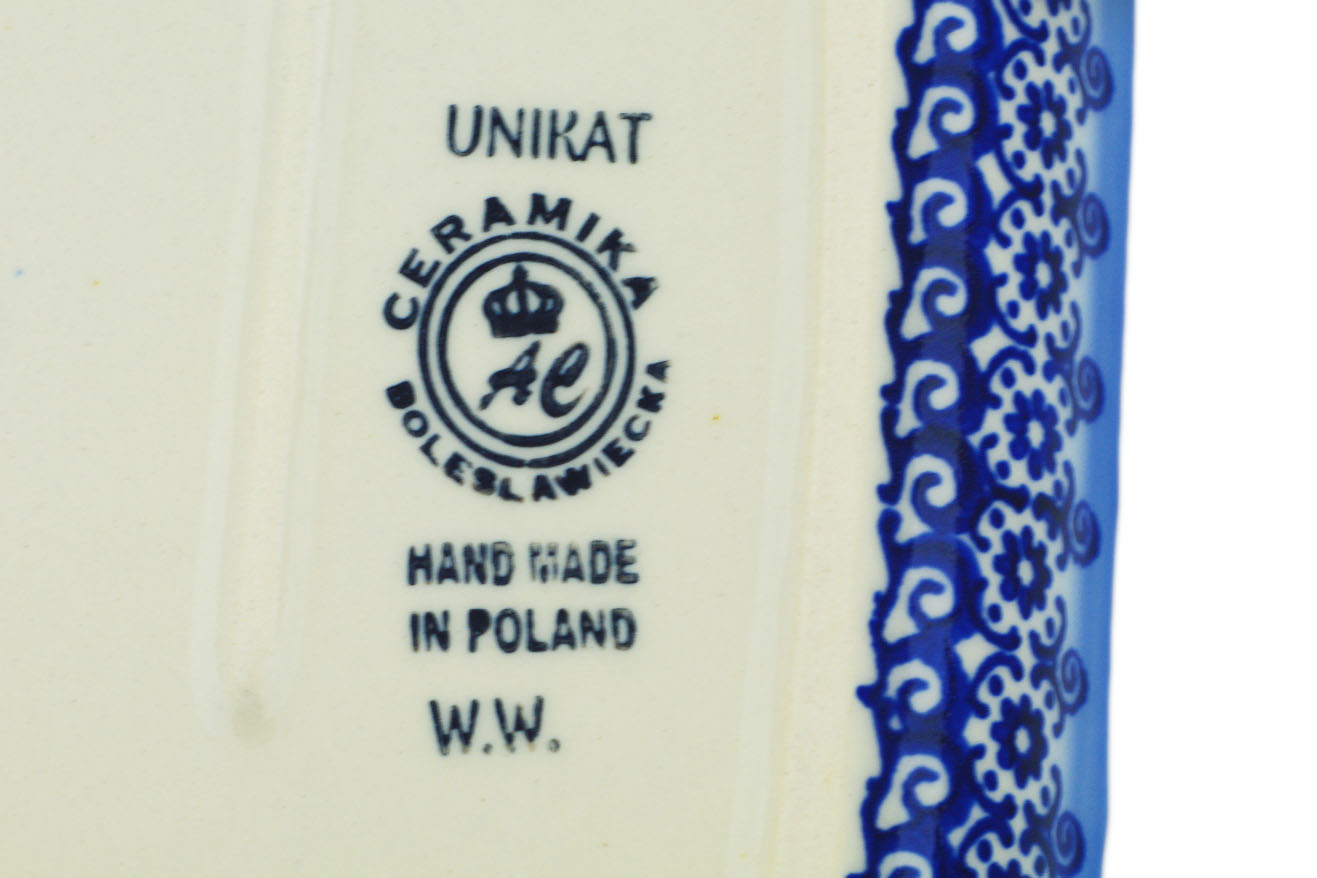 UNIKAT
CERAMIKA
AC
BOLESLAWIECKA
HAND MADE
IN POLAND
W.W.